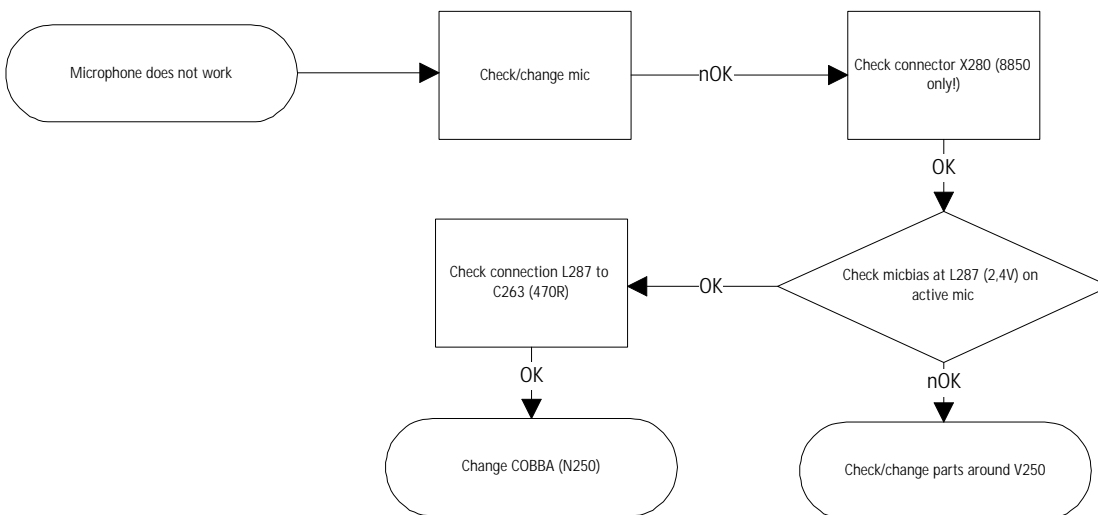 Microphone does not work
Check/change mic
nOK
Check connector X280 (8850
only!)
OK
Check micbias at L287 (2,4V) on
active mic
OK
Check connection L287 to
C263 (470R)
OK
nOK
Change COBBA (N250)
Check/change parts around V250